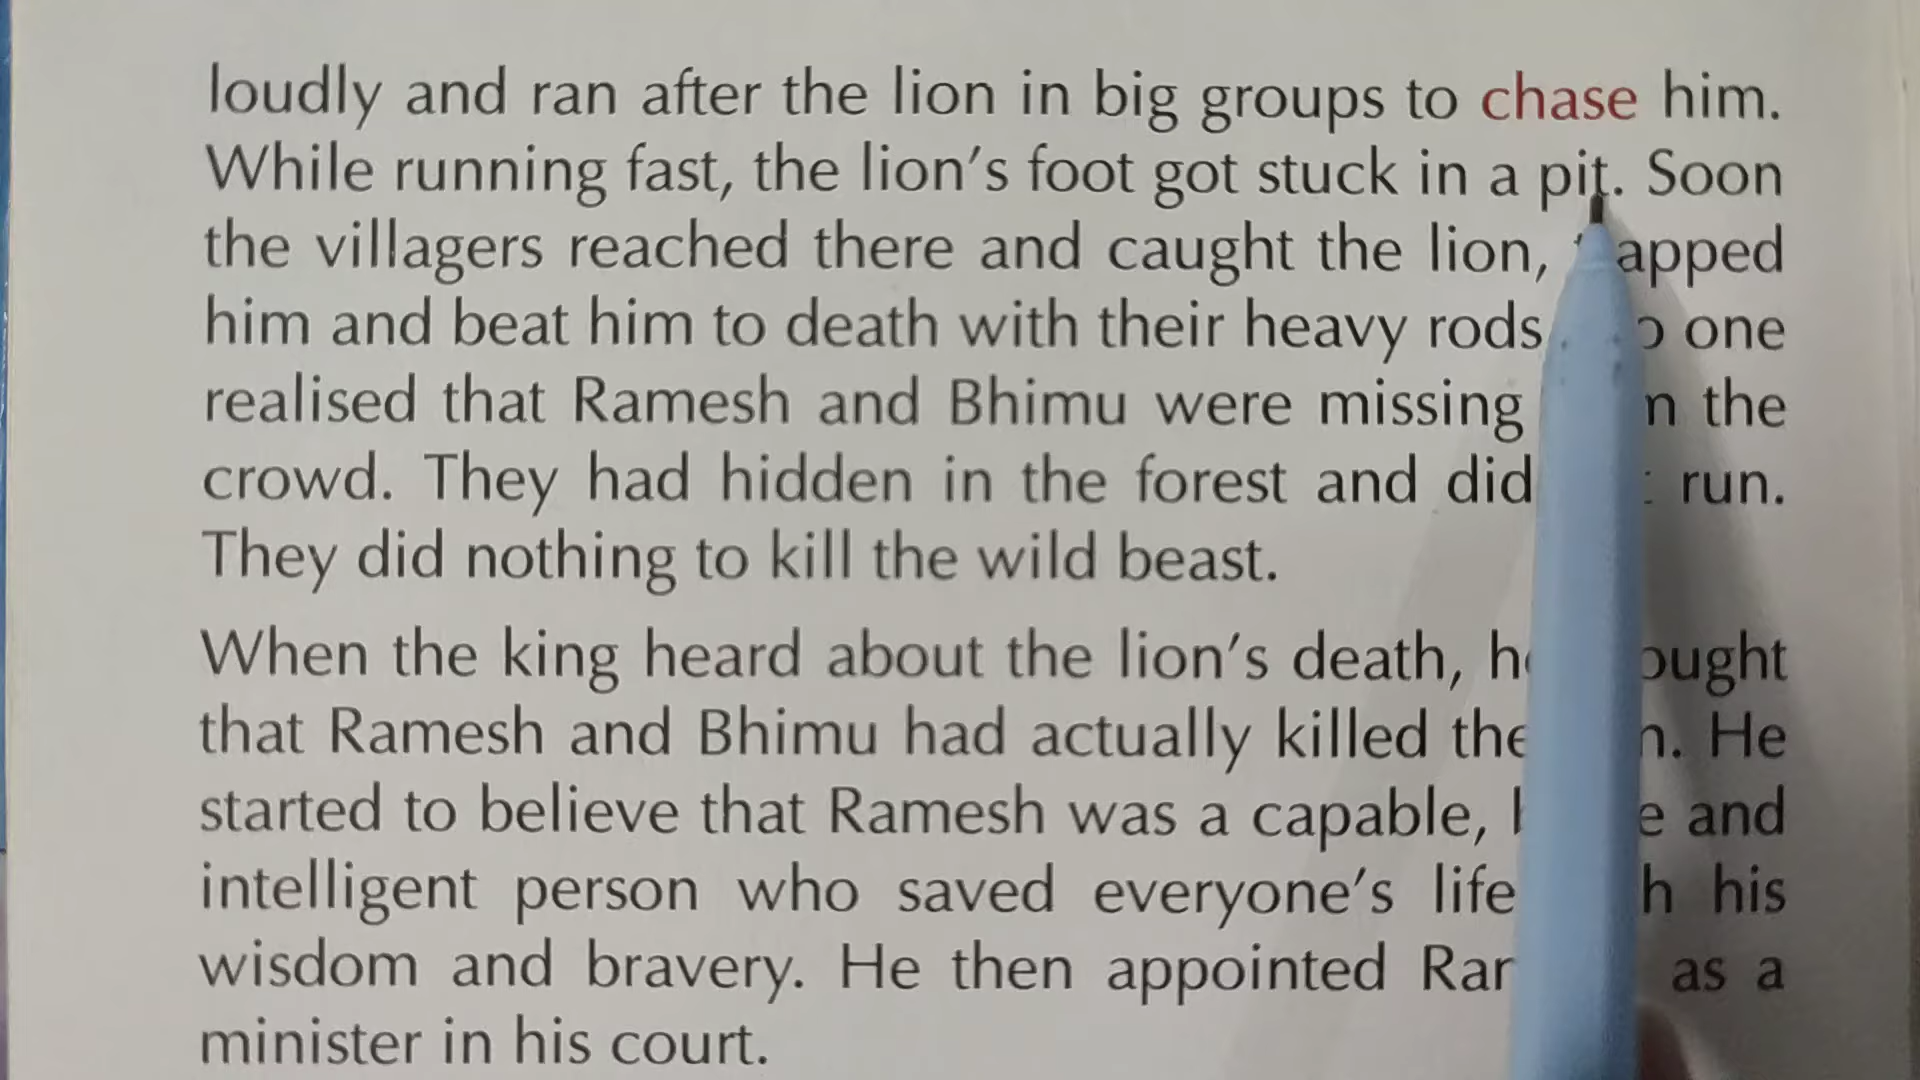 loudly and ran after the lion in big groups to chase him.
While running fast, the lion's foot got stuck in a pit. Soon
the villagers reached there and caught the lion,
him and beat him to death with their heavy rods one
realised that Ramesh and Bhimu were missing the
crowd. They had hidden in the forest and did run.
They did nothing to kill the wild beast.
When the king heard about the lion's death,
that Ramesh and Bhimu had actually killed the He
started to believe that Ramesh was a capable, and
intelligent person who saved everyone's life his
wisdom and bravery. He then appointed as a
minister in his court.